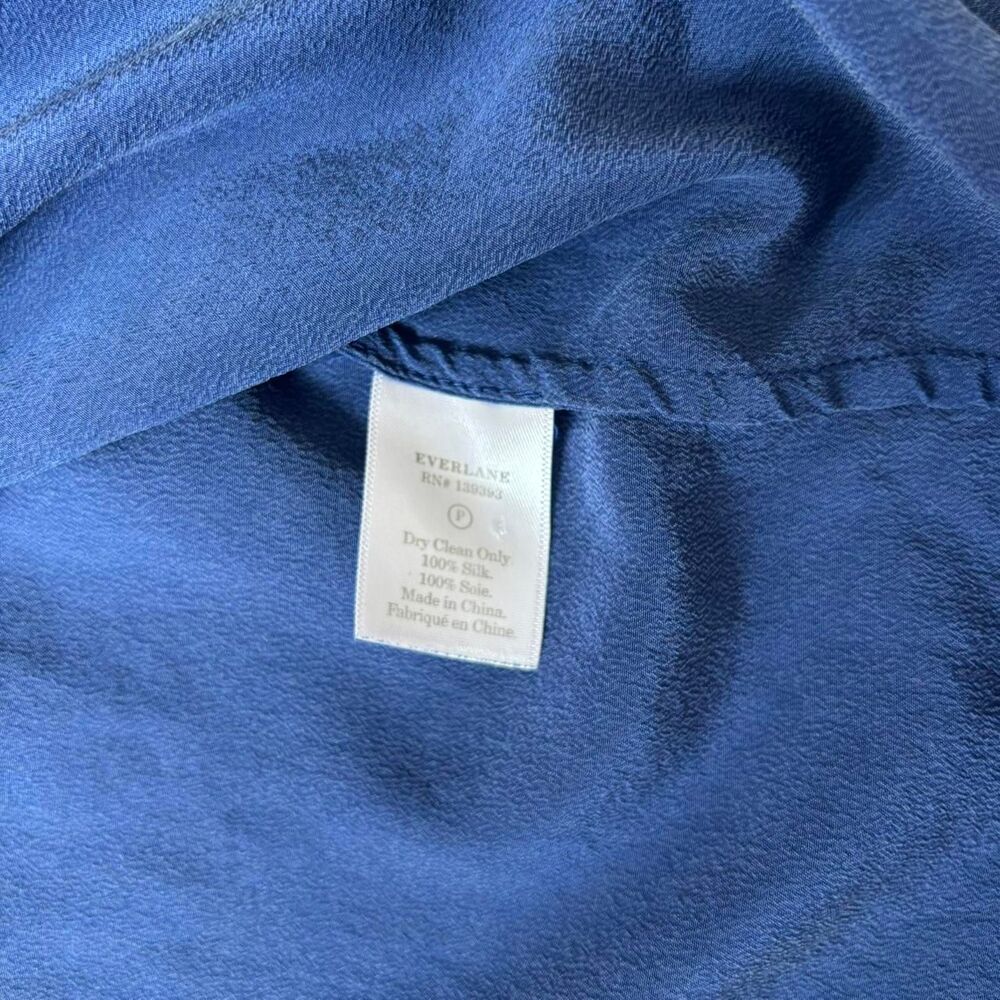 EVERLANE
RN# 139393
P
Dry Clean Only.
100% Silk.
100% Soie.
Made in China.
Fabriqué en Chine.